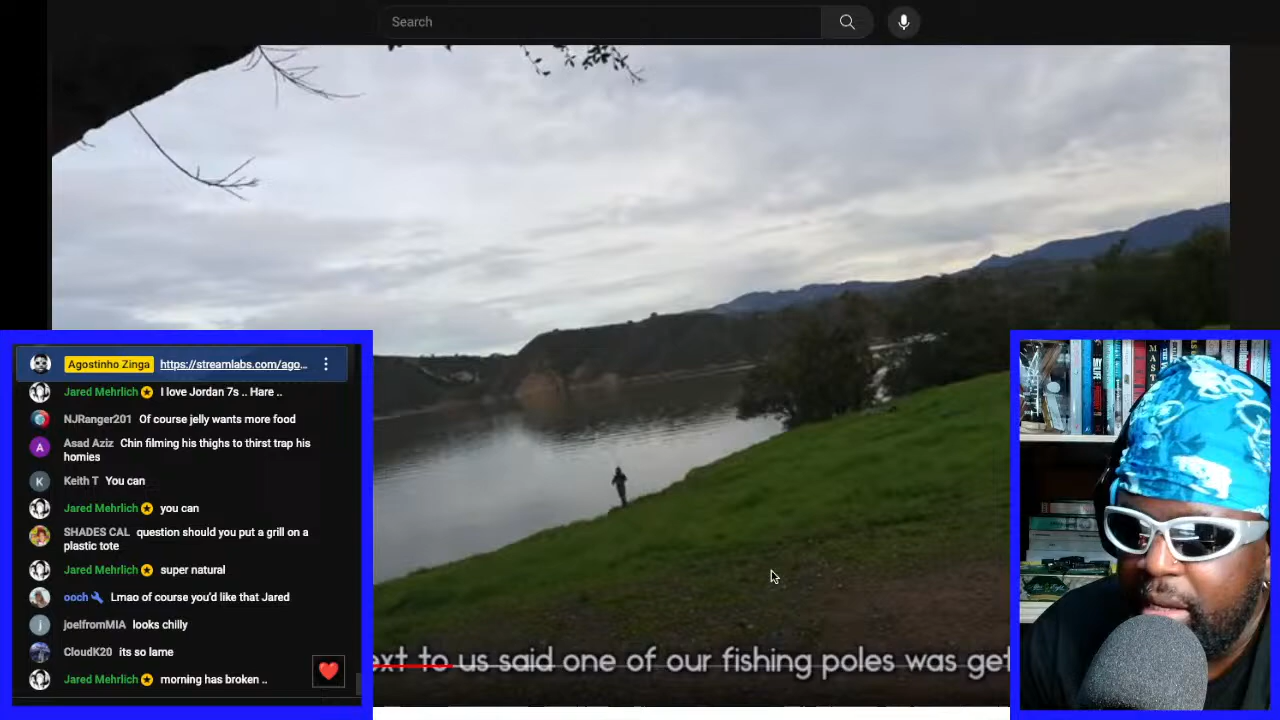 Search
Agostinho Zinga https://streamlabs.com/ago...
Jared Mehrlich I love Jordan 7s .. Hare ..
NJRanger201 Of course jelly wants more food
A
Asad Aziz Chin filming his thighs to thirst trap his
homies
K
Keith T You can
Jared Mehrlich you can
SHADES CAL question should you put a grill on a
plastic tote
Jared Mehrlich super natural
ooch Lmao of course you'd like that Jared
j
joelfromMIA looks chilly
CloudK20 its so lame
Jared Mehrlich morning has broken ..
ext to us said one of our fishing poles was get